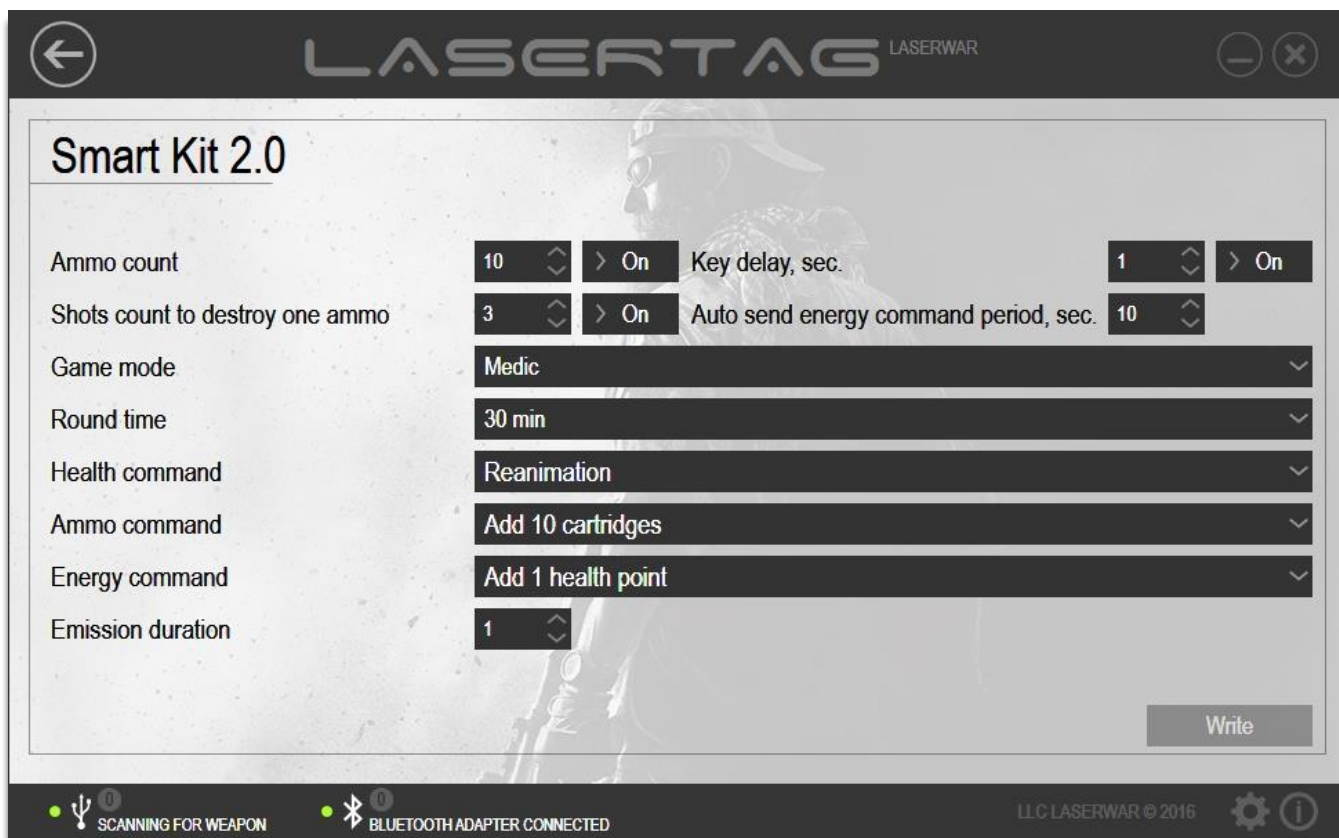 LASERTAG LASERWAR
Smart Kit 2.0
Ammo count 10 > On Key delay, sec. 1 > On
Shots count to destroy one ammo 3 > On Auto send energy command period, sec. 10
Game mode Medic
Round time 30 min
Health command Reanimation
Ammo command Add 10 cartridges
Energy command Add 1 health point
Emission duration 1
Write
0 SCANNING FOR WEAPON 0 BLUETOOTH ADAPTER CONNECTED LLC LASERWAR © 2016